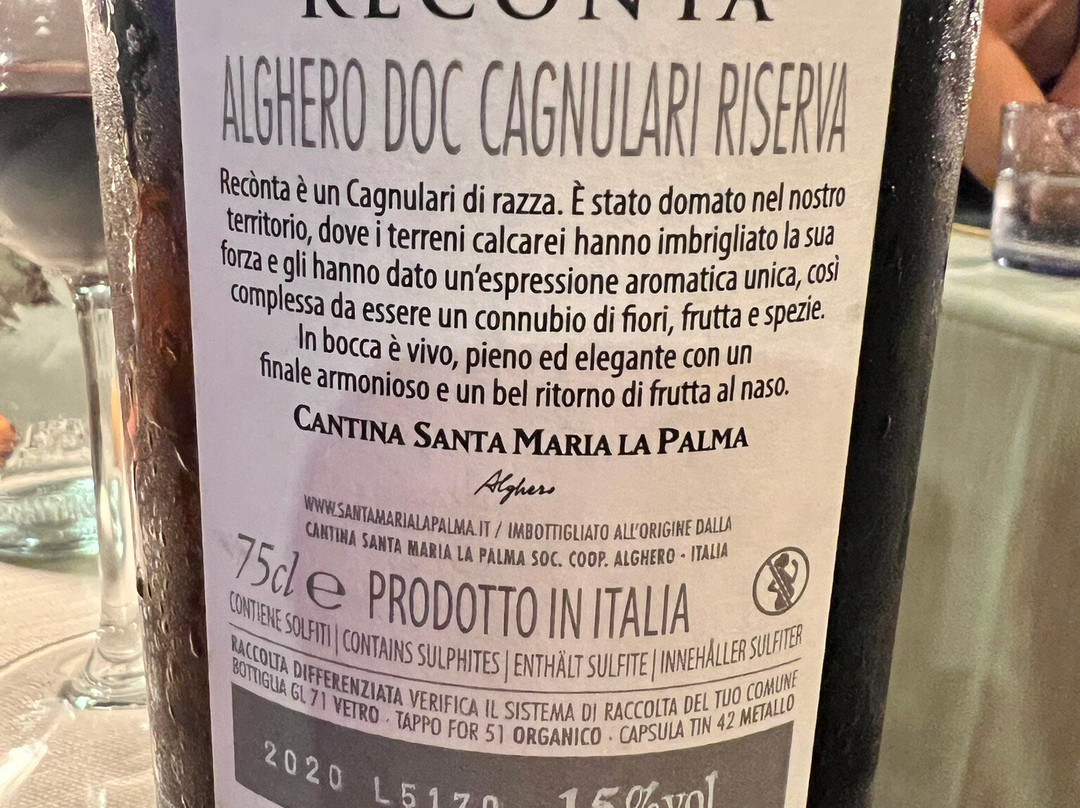 RECONTA
ALGHERO DOC CAGNULARI RISERVA
Recònta è un Cagnulari di razza. È stato domato nel nostro
territorio, dove i terreni calcarei hanno imbrigliato la sua
forza e gli hanno dato un'espressione aromatica unica, così
complessa da essere un connubio di fiori, frutta e spezie.
In bocca è vivo, pieno ed elegante con un
finale armonioso e un bel ritorno di frutta al naso.
CANTINA SANTA MARIA LA PALMA
Alghero
WWW.SANTAMARIALAPALMA.IT / IMBOTTIGLIATO ALL'ORIGINE DALLA
CANTINA SANTA MARIA LA PALMA SOC. COOP. ALGHERO - ITALIA
75cl e PRODOTTO IN ITALIA
CONTIENE SOLFITI | CONTAINS SULPHITES | ENTHÄLT SULFITE | INNEHÅLLER SULFITER
RACCOLTA DIFFERENZIATA VERIFICA IL SISTEMA DI RACCOLTA DEL TUO COMUNE
BOTTIGLIA GL 71 VETRO · TAPPO FOR 51 ORGANICO · CAPSULA TIN 42 METALLO
2020 L5170 15%vol